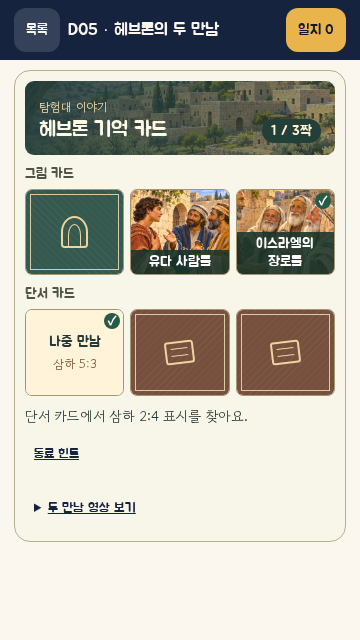 목록
D05 · 헤브론의 두 만남
일지 0
탐험대 이야기
헤브론 기억 카드
1 / 3짝
그림 카드
유다 사람들
이스라엘의
장로들
단서 카드
나중 만남
삼하 5:3
단서 카드에서 삼하 2:4 표시를 찾아요.
동료 힌트
▶ 두 만남 영상 보기